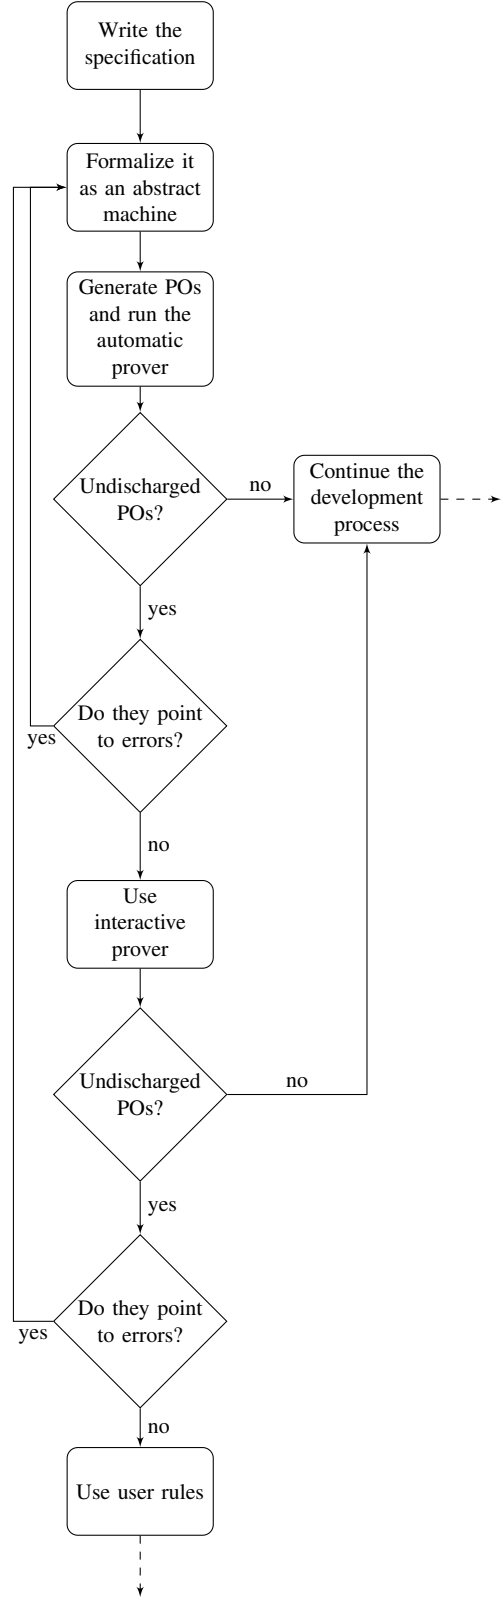 Write the
specification
Formalize it
as an abstract
machine
Generate POs
and run the
automatic
prover
Undischarged
POs?
no
Continue the
development
process
yes
Do they point
to errors?
yes
no
Use
interactive
prover
Undischarged
POs?
no
yes
Do they point
to errors?
yes
no
Use user rules